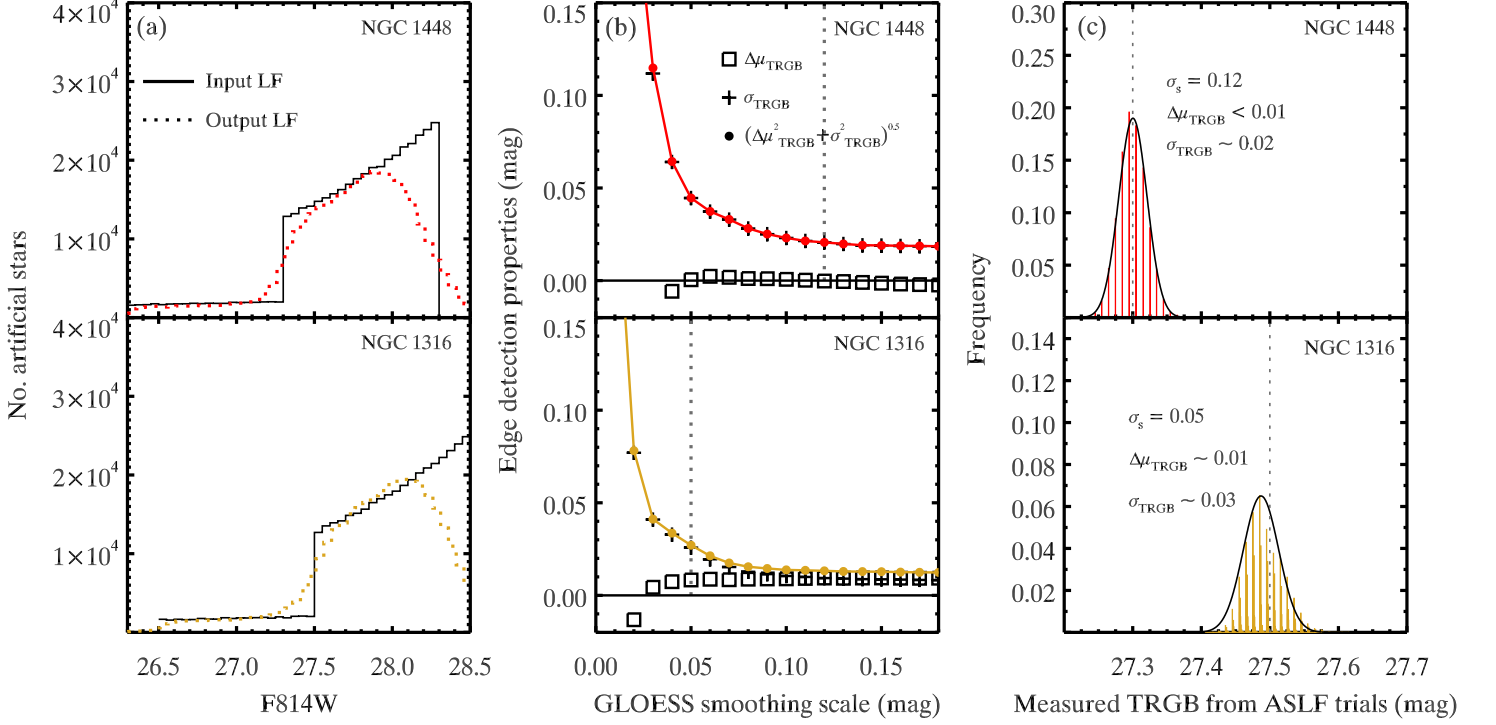 (a)
NGC 1448
Input LF
Output LF
4×10⁴
3×10⁴
2×10⁴
1×10⁴
NGC 1316
4×10⁴
3×10⁴
2×10⁴
1×10⁴
No. artificial stars
26.5 27.0 27.5 28.0 28.5
F814W
(b)
NGC 1448
Δμ_TRGB
σ_TRGB
(Δμ²_TRGB + σ²_TRGB)^0.5
0.15
0.10
0.05
0.00
NGC 1316
0.15
0.10
0.05
0.00
Edge detection properties (mag)
0.00 0.05 0.10 0.15
GLOESS smoothing scale (mag)
(c)
NGC 1448
σ_s = 0.12
Δμ_TRGB < 0.01
σ_TRGB ~ 0.02
0.30
0.25
0.20
0.15
0.10
0.05
NGC 1316
σ_s = 0.05
Δμ_TRGB ~ 0.01
σ_TRGB ~ 0.03
0.14
0.12
0.10
0.08
0.06
0.04
0.02
Frequency
27.3 27.4 27.5 27.6 27.7
Measured TRGB from ASLF trials (mag)